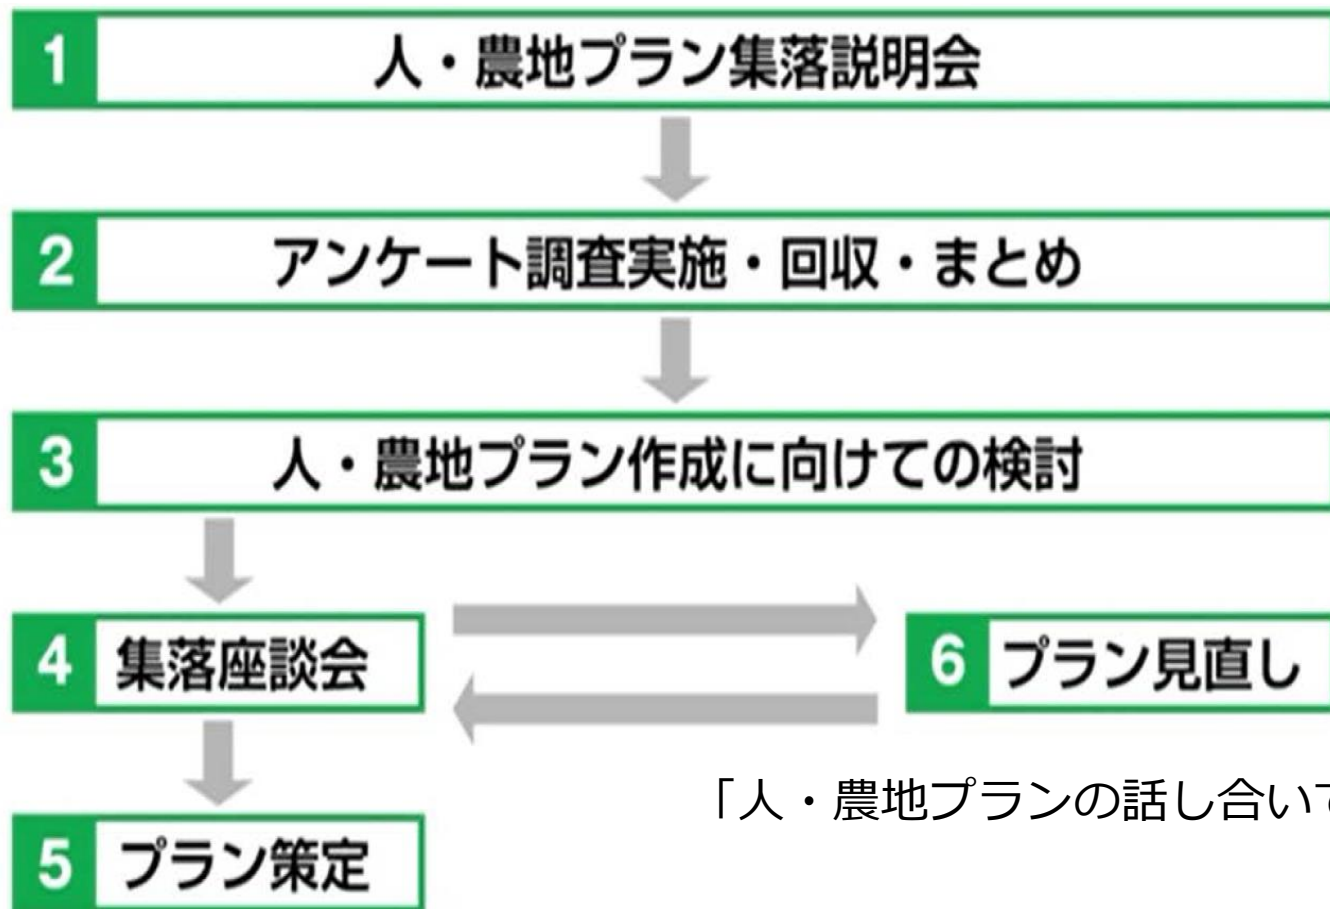 1 人・農地プラン集落説明会
2 アンケート調査実施・回収・まとめ
3 人・農地プラン作成に向けての検討
4 集落座談会
6 プラン見直し
「人・農地プランの話し合い
5 プラン策定